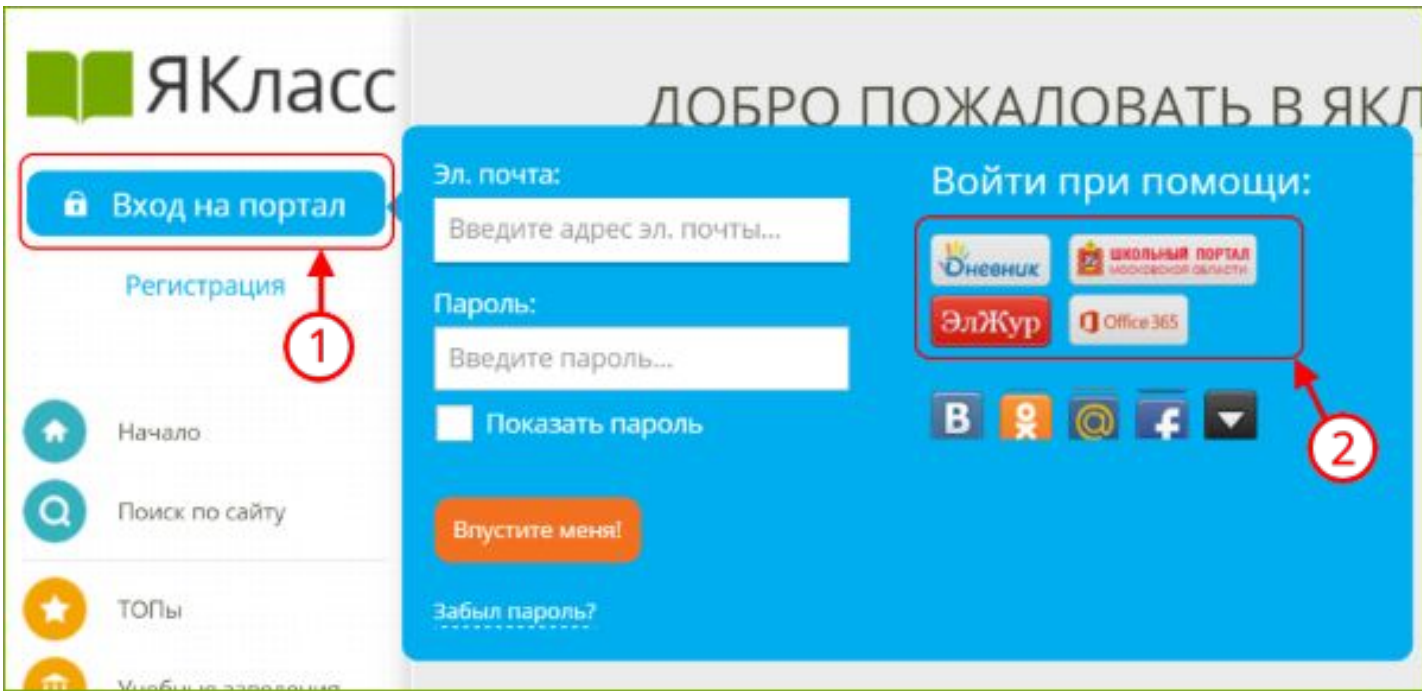 ЯКласс
ДОБРО ПОЖАЛОВАТЬ В ЯКЛ
Вход на портал
Регистрация
1
Начало
Поиск по сайту
ТОПы
Учебные заведения
Эл. почта:
Введите адрес эл. почты...
Пароль:
Введите пароль...
Показать пароль
Впустите меня!
Забыл пароль?
Войти при помощи:
Дневник
ШКОЛЬНЫЙ ПОРТАЛ
МОСКОВСКОЙ ОБЛАСТИ
ЭлЖур
Office 365
В
@
f
2